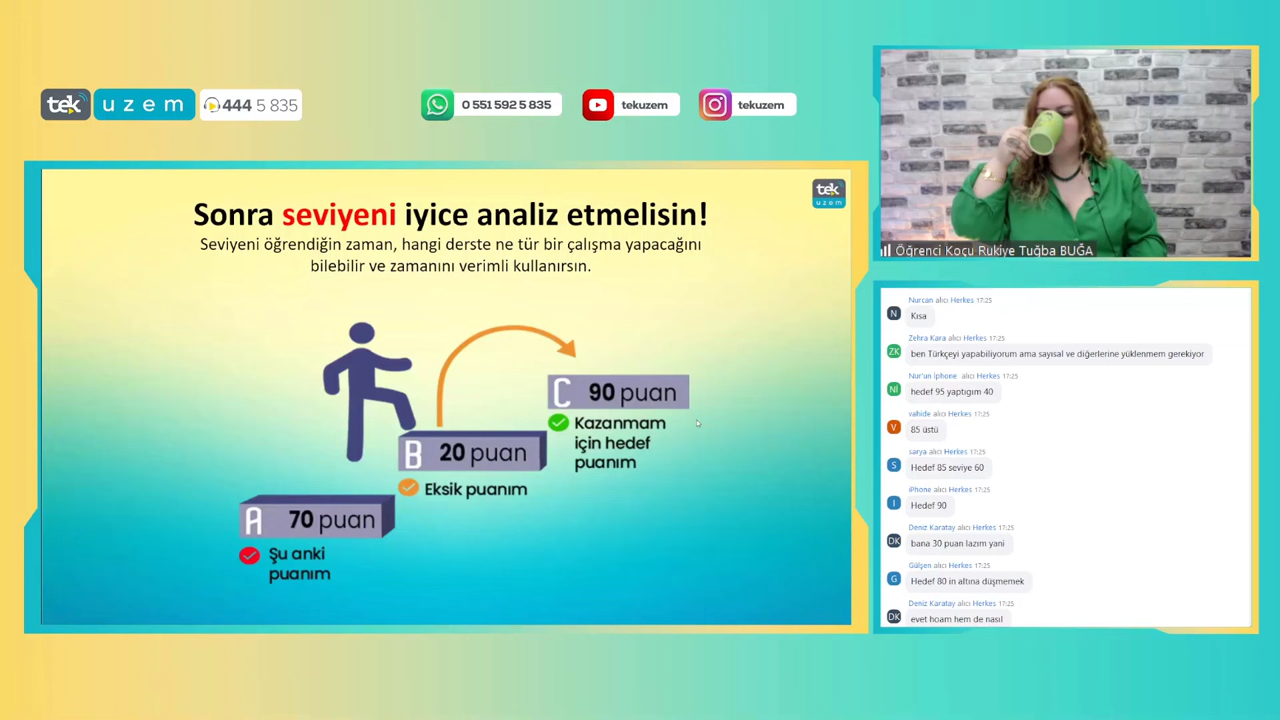 tek uzem 444 5 835
0 551 592 5 835
tekuzem
tekuzem
tek
uzem
Sonra seviyeni iyice analiz etmelisin!
Seviyeni öğrendiğin zaman, hangi derste ne tür bir çalışma yapacağını
bilebilir ve zamanını verimli kullanırsın.
C 90 puan
Kazanmam
için hedef
puanım
B 20 puan
Eksik puanım
A 70 puan
Şu anki
puanım
Öğrenci Koçu Rukiye Tuğba BUĞA
Nurcan alıcı Herkes 17:25
N Kısa
Zehra Kara alıcı Herkes 17:25
ZK ben Türkçeyi yapabiliyorum ama sayısal ve diğerlerine yüklenmem gerekiyor
Nur'un iphone alıcı Herkes 17:25
Nİ hedef 95 yaptıgım 40
vahide alıcı Herkes 17:25
V 85 üstü
sarya alıcı Herkes 17:25
S Hedef 85 seviye 60
iPhone alıcı Herkes 17:25
I Hedef 90
Deniz Karatay alıcı Herkes 17:25
DK bana 30 puan lazım yani
Gülşen alıcı Herkes 17:25
G Hedef 80 in altına düşmemek
Deniz Karatay alıcı Herkes 17:25
DK evet hoam hem de nasıl